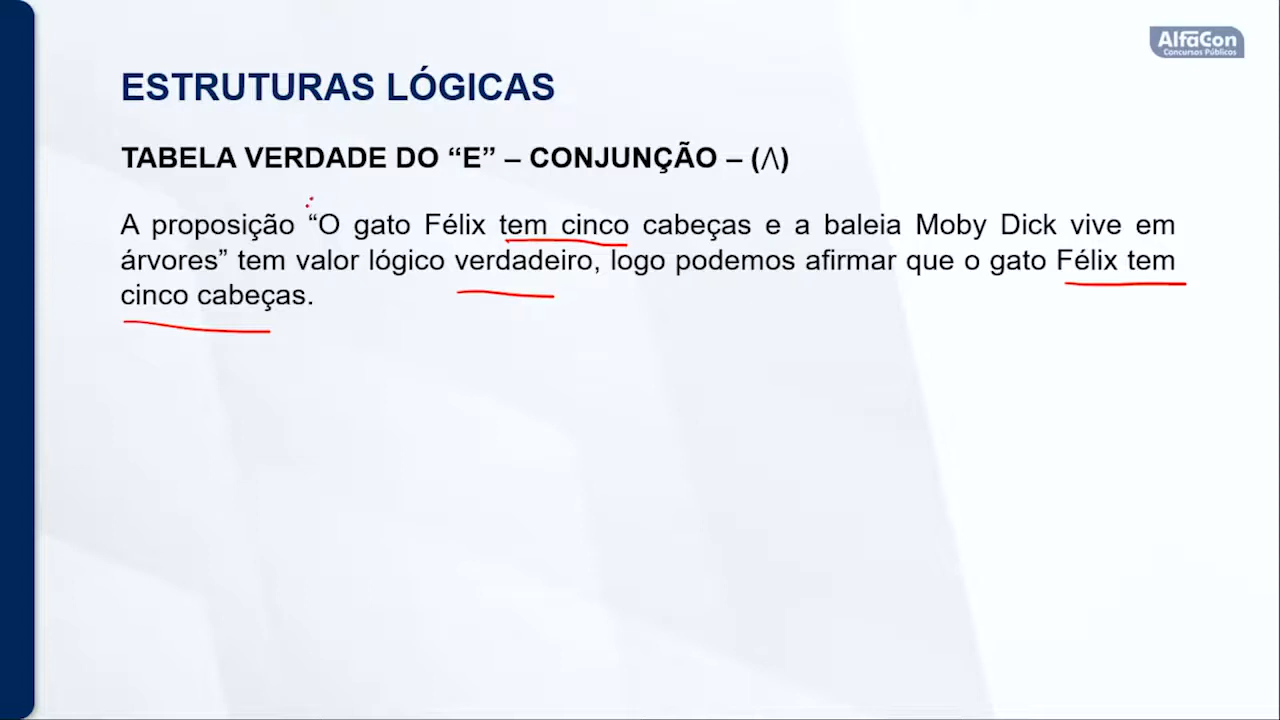 AlfaCon
Concursos Públicos
ESTRUTURAS LÓGICAS
TABELA VERDADE DO “E” – CONJUNÇÃO – (/\)
A proposição “O gato Félix tem cinco cabeças e a baleia Moby Dick vive em
árvores” tem valor lógico verdadeiro, logo podemos afirmar que o gato Félix tem
cinco cabeças.